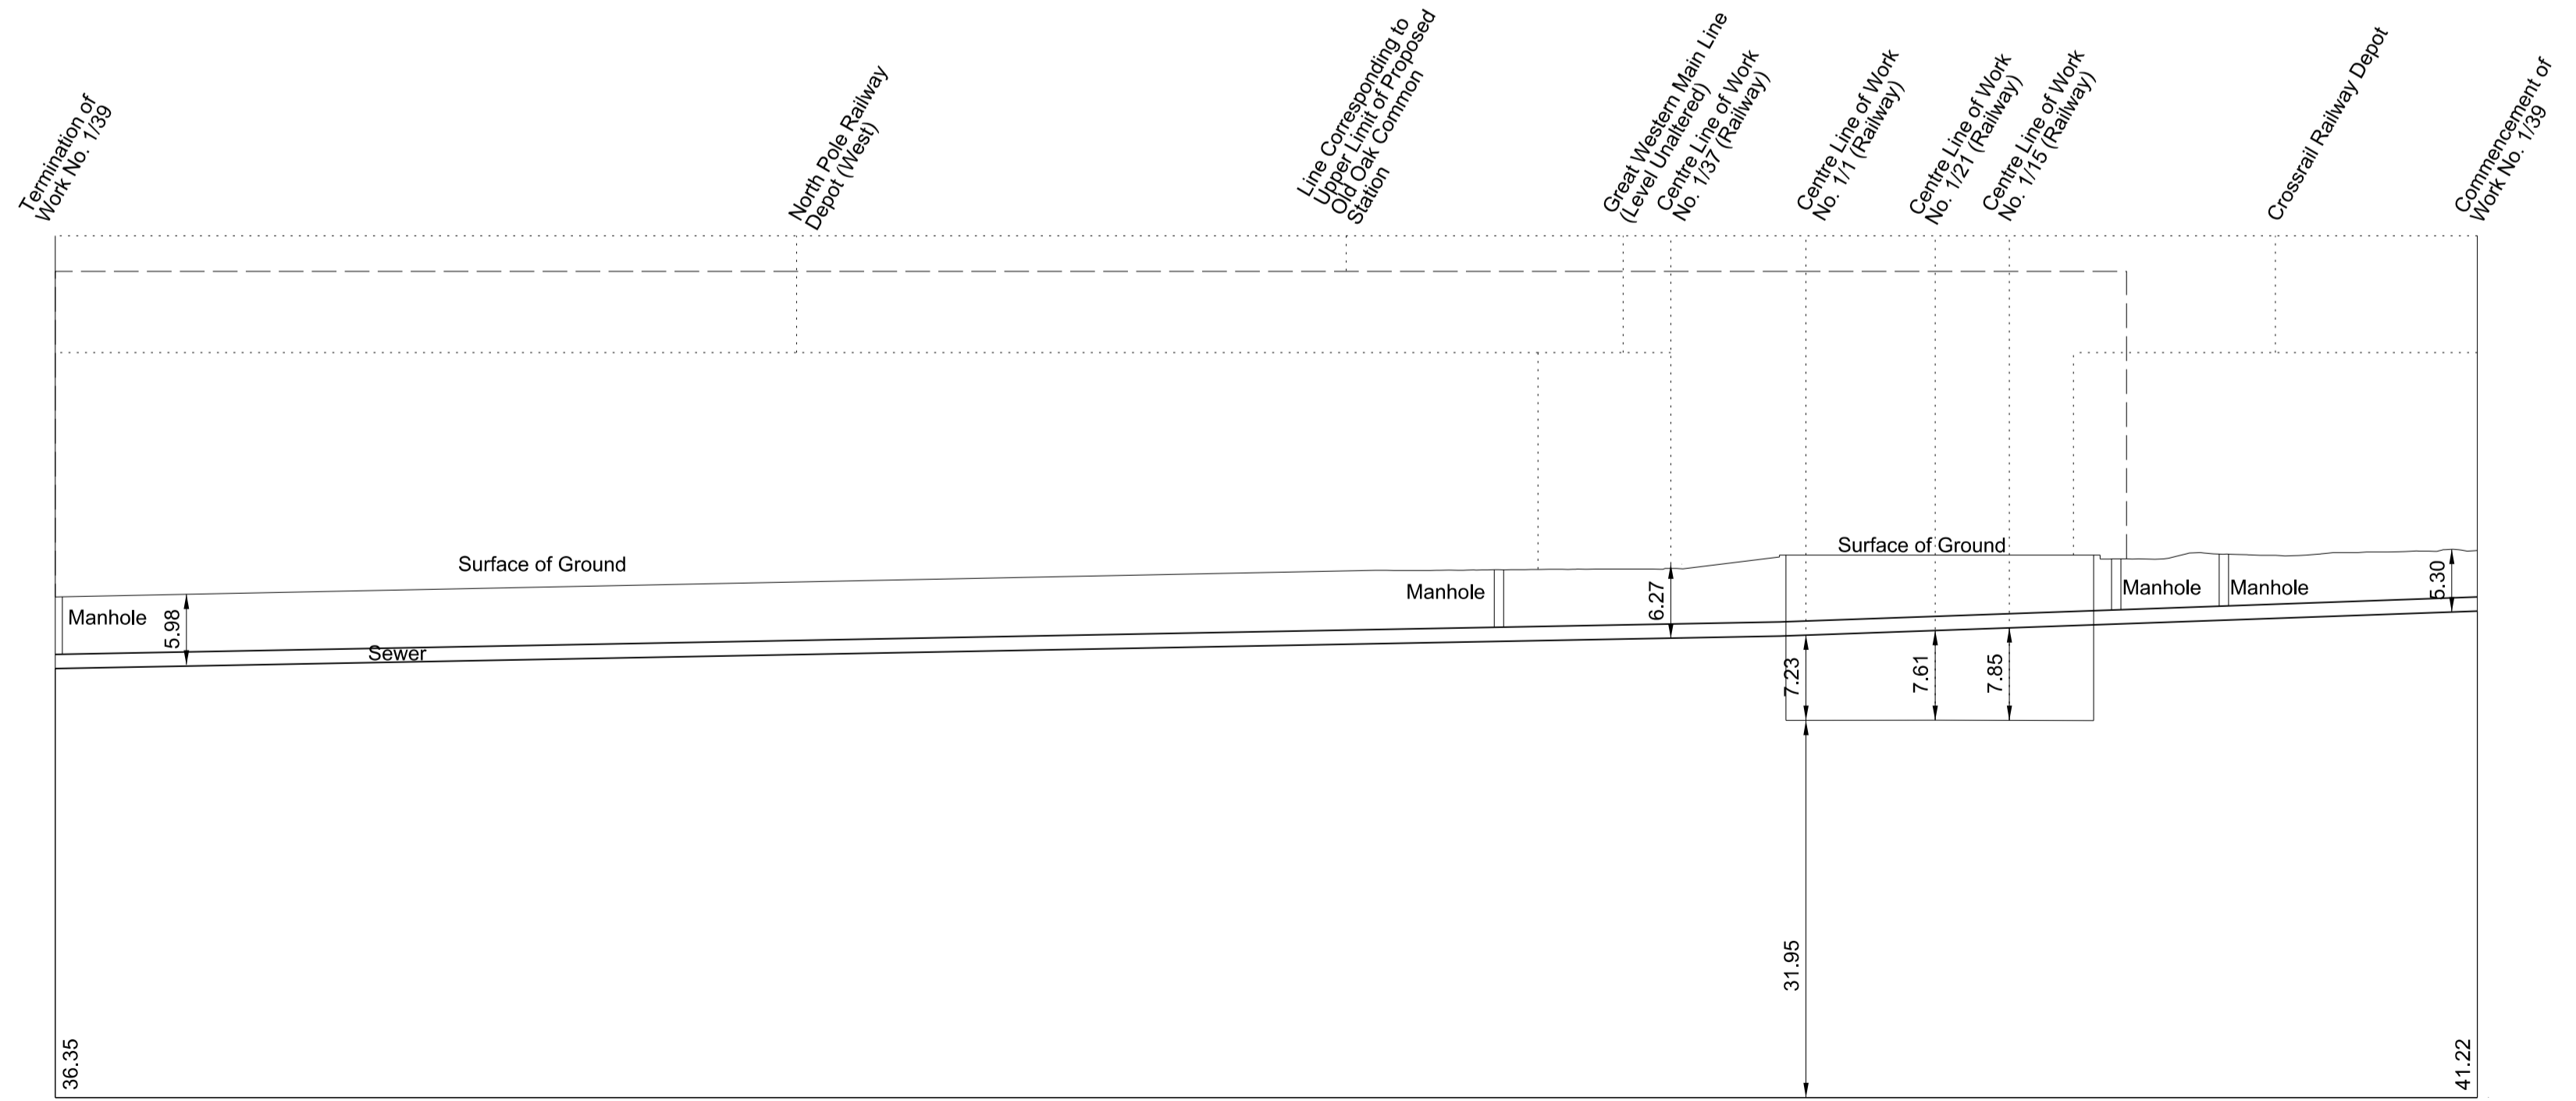 Termination of
Work No. 1/39
North Pole Railway
Depot (West)
Line Corresponding to
Upper Limit of Proposed
Old Oak Common
Station
Great Western Main Line
(Level Unaltered)
Centre Line of Work
No. 1/37 (Railway)
Centre Line of Work
No. 1/1 (Railway)
Centre Line of Work
No. 1/21 (Railway)
Centre Line of Work
No. 1/15 (Railway)
Crossrail Railway Depot
Commencement of
Work No. 1/39
Surface of Ground
Surface of Ground
Manhole
5.98
Sewer
Manhole
6.27
Manhole
Manhole
5.30
7.23
7.61
7.85
31.95
36.35
41.22